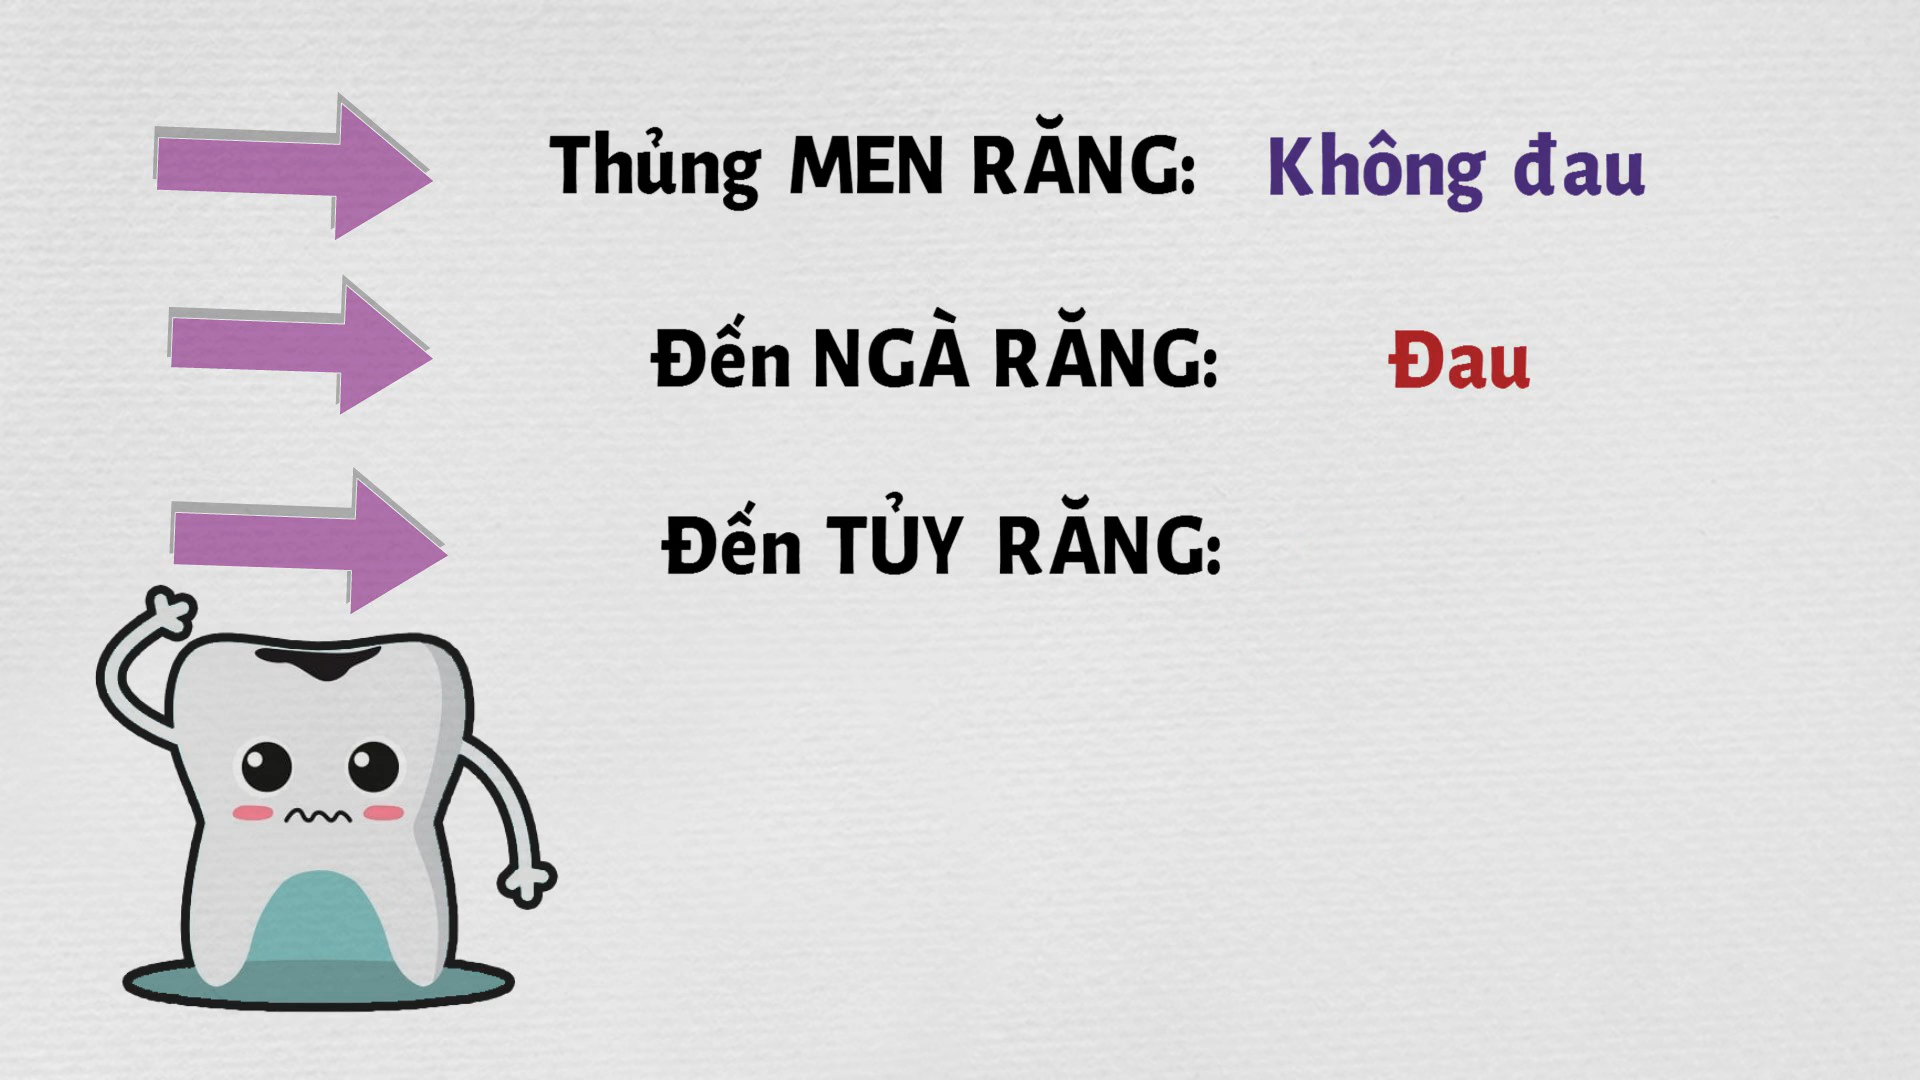 Thủng MEN RĂNG: Không đau
Đến NGÀ RĂNG: Đau
Đến TỦY RĂNG: